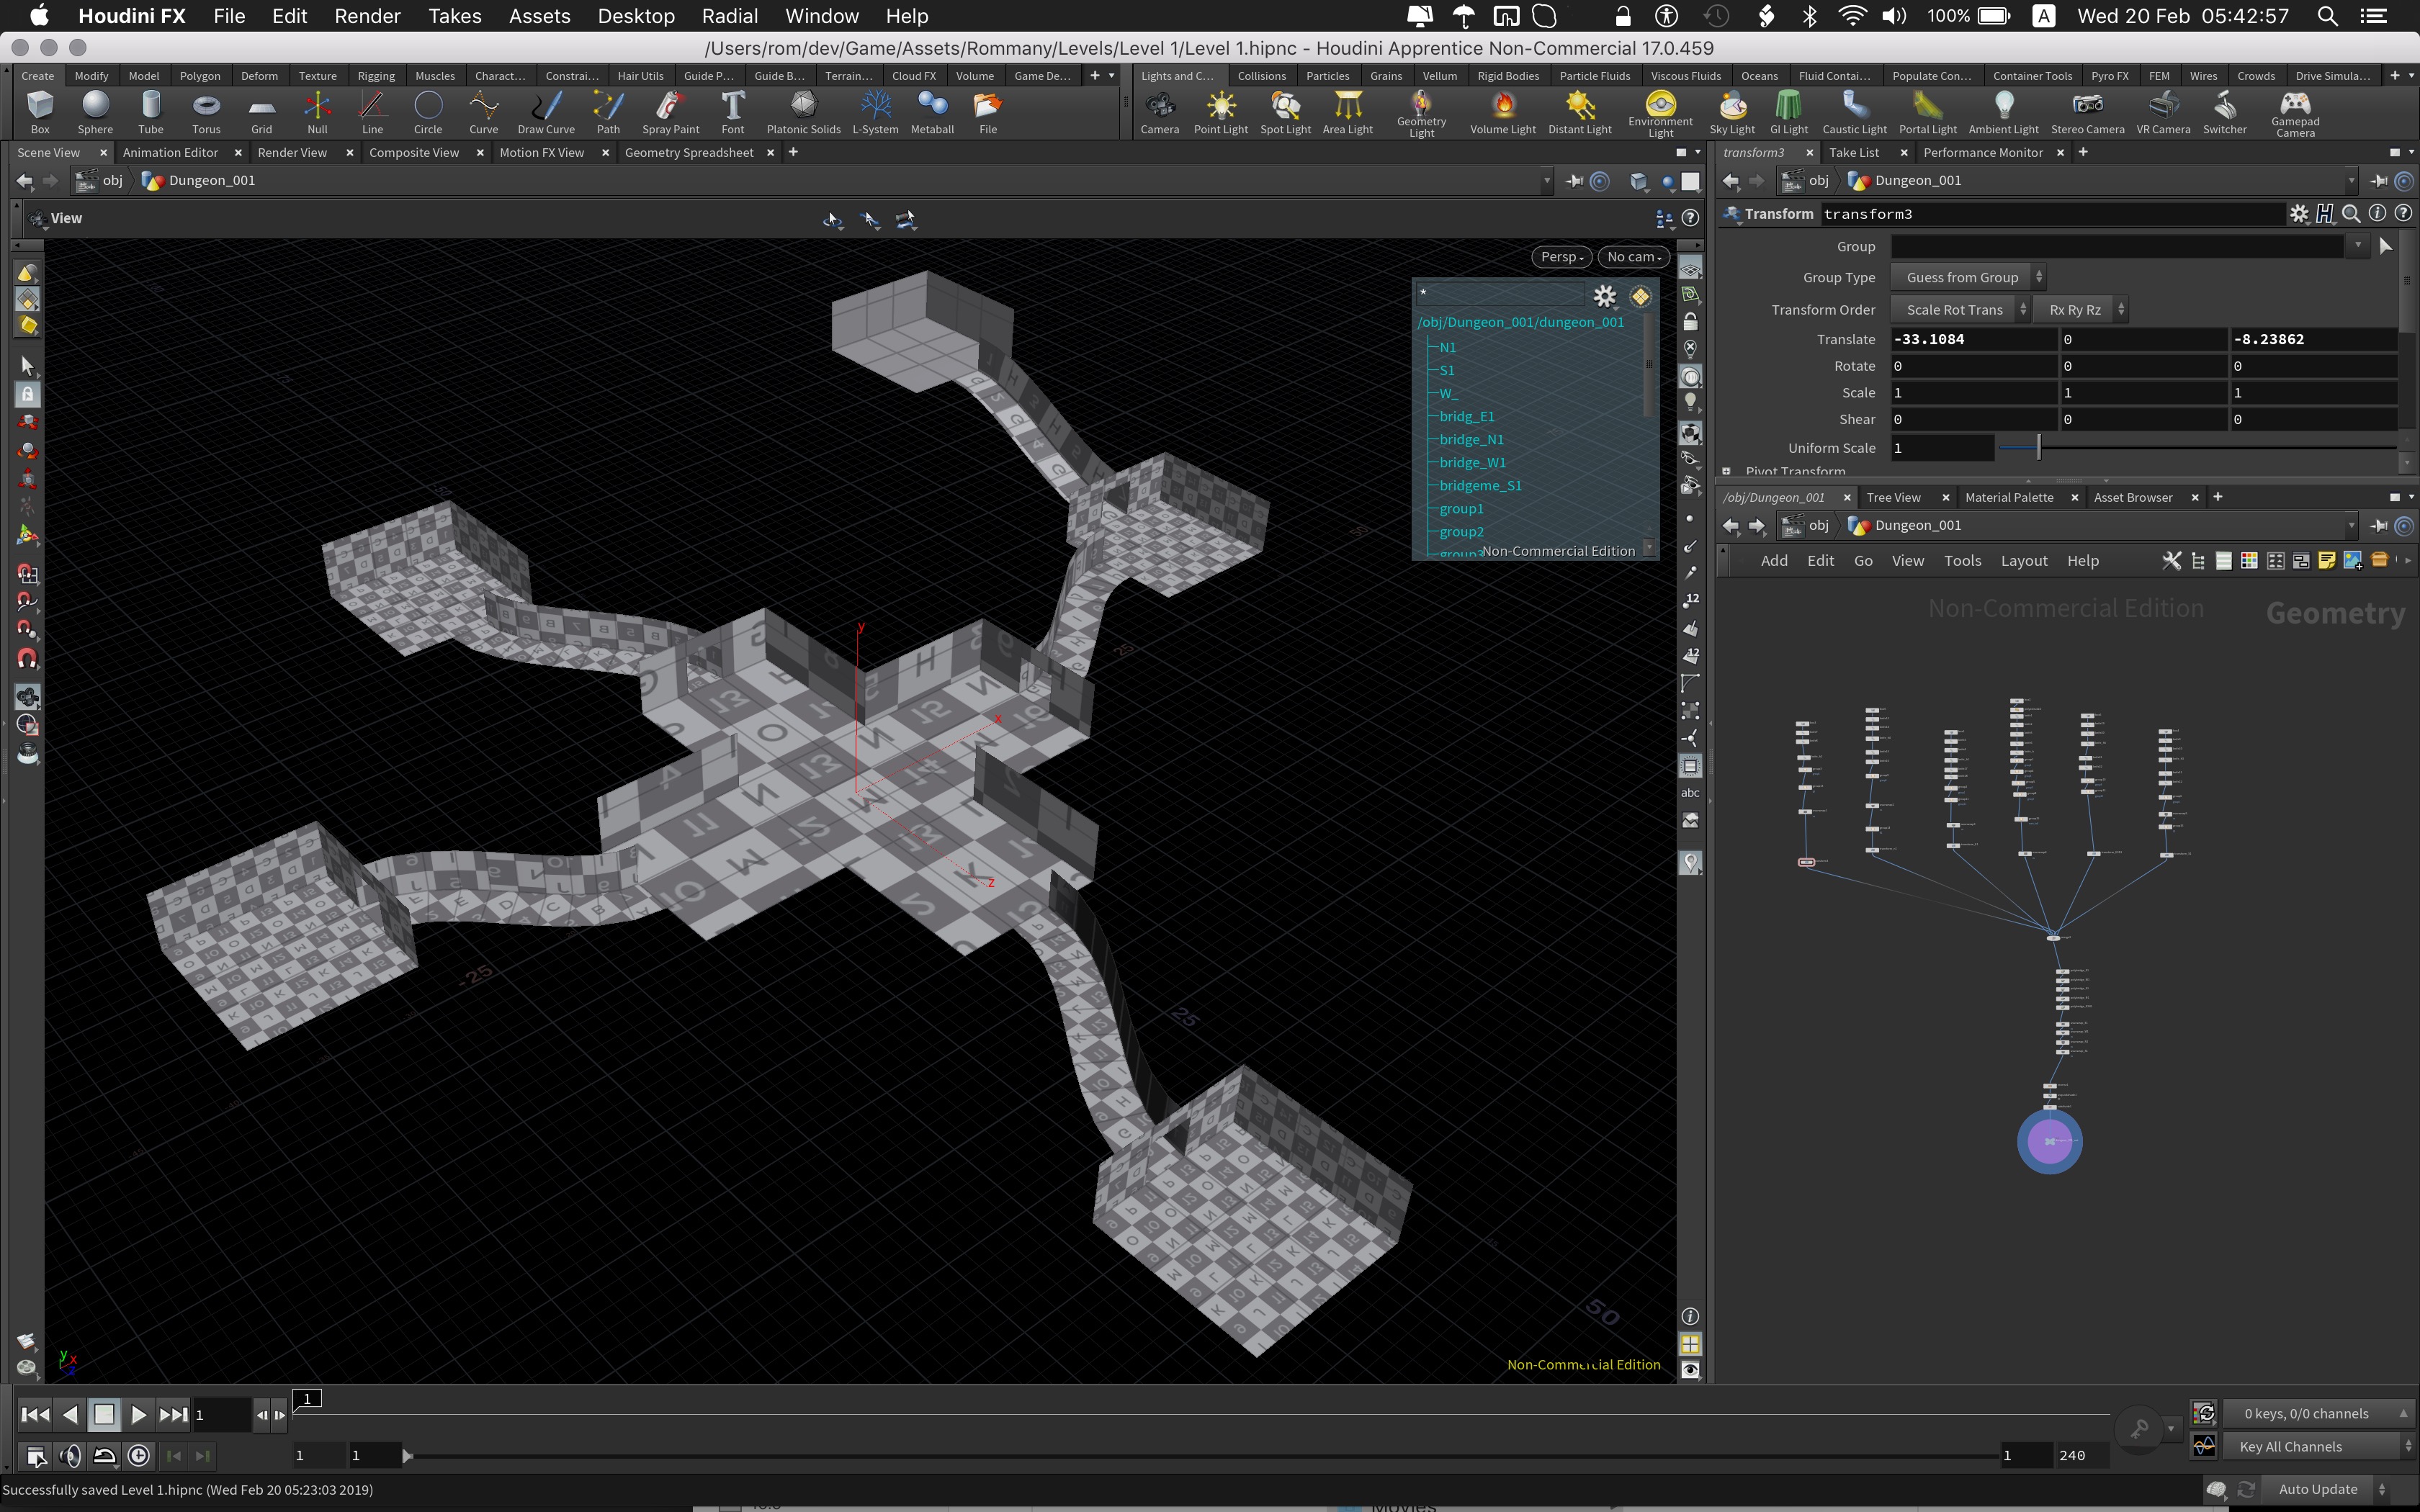 Houdini FX File Edit Render Takes Assets Desktop Radial Window Help 100% A Wed 20 Feb 05:42:57
/Users/rom/dev/Game/Assets/Rommany/Levels/Level 1/Level 1.hipnc - Houdini Apprentice Non-Commercial 17.0.459
Create Modify Model Polygon Deform Texture Rigging Muscles Charact... Constrai... Hair Utils Guide P... Guide B... Terrain... Cloud FX Volume Game De...
Box Sphere Tube Torus Grid Null Line Circle Curve Draw Curve Path Spray Paint Font Platonic Solids L-System Metaball File
Lights and C... Collisions Particles Grains Vellum Rigid Bodies Particle Fluids Viscous Fluids Oceans Fluid Contai... Populate Con... Container Tools Pyro FX FEM Wires Crowds Drive Simula...
Camera Point Light Spot Light Area Light Geometry Light Volume Light Distant Light Environment Light Sky Light GI Light Caustic Light Portal Light Ambient Light Stereo Camera VR Camera Switcher Gamepad Camera
Scene View Animation Editor Render View Composite View Motion FX View Geometry Spreadsheet
obj Dungeon_001
View
Persp No cam
*
/obj/Dungeon_001/dungeon_001
N1
S1
W_
bridg_E1
bridge_N1
bridge_W1
bridgeme_S1
group1
group2
Non-Commercial Edition
y
x
z
-25
25
25
50
Non-Commercial Edition
12
12
abc
transform3 Take List Performance Monitor
obj Dungeon_001
Transform transform3
Group
Group Type Guess from Group
Transform Order Scale Rot Trans Rx Ry Rz
Translate -33.1084 0 -8.23862
Rotate 0 0 0
Scale 1 1 1
Shear 0 0 0
Uniform Scale 1
Pivot Transform
/obj/Dungeon_001 Tree View Material Palette Asset Browser
obj Dungeon_001
Add Edit Go View Tools Layout Help
Non-Commercial Edition Geometry
1 1
1 1 1 240
0 keys, 0/0 channels
Key All Channels
Successfully saved Level 1.hipnc (Wed Feb 20 05:23:03 2019)
Auto Update